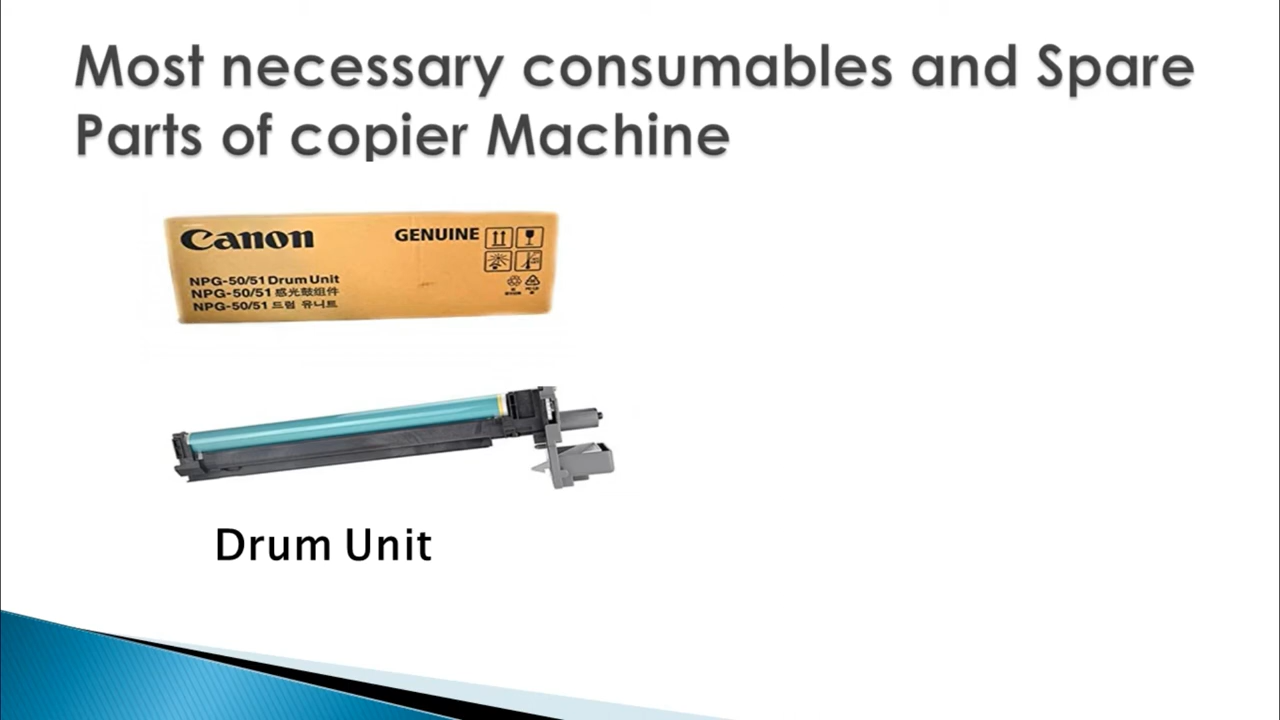 Most necessary consumables and Spare
Parts of copier Machine
Canon
GENUINE
NPG-50/51 Drum Unit
NPG-50/51 感光鼓组件
NPG-50/51 드럼 유니트
Drum Unit